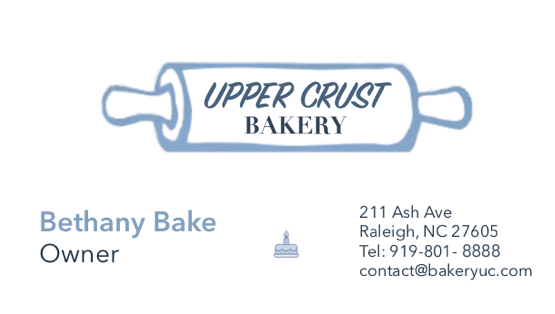 UPPER CRUST
BAKERY
Bethany Bake
Owner
211 Ash Ave
Raleigh, NC 27605
Tel: 919-801- 8888
contact@bakeryuc.com